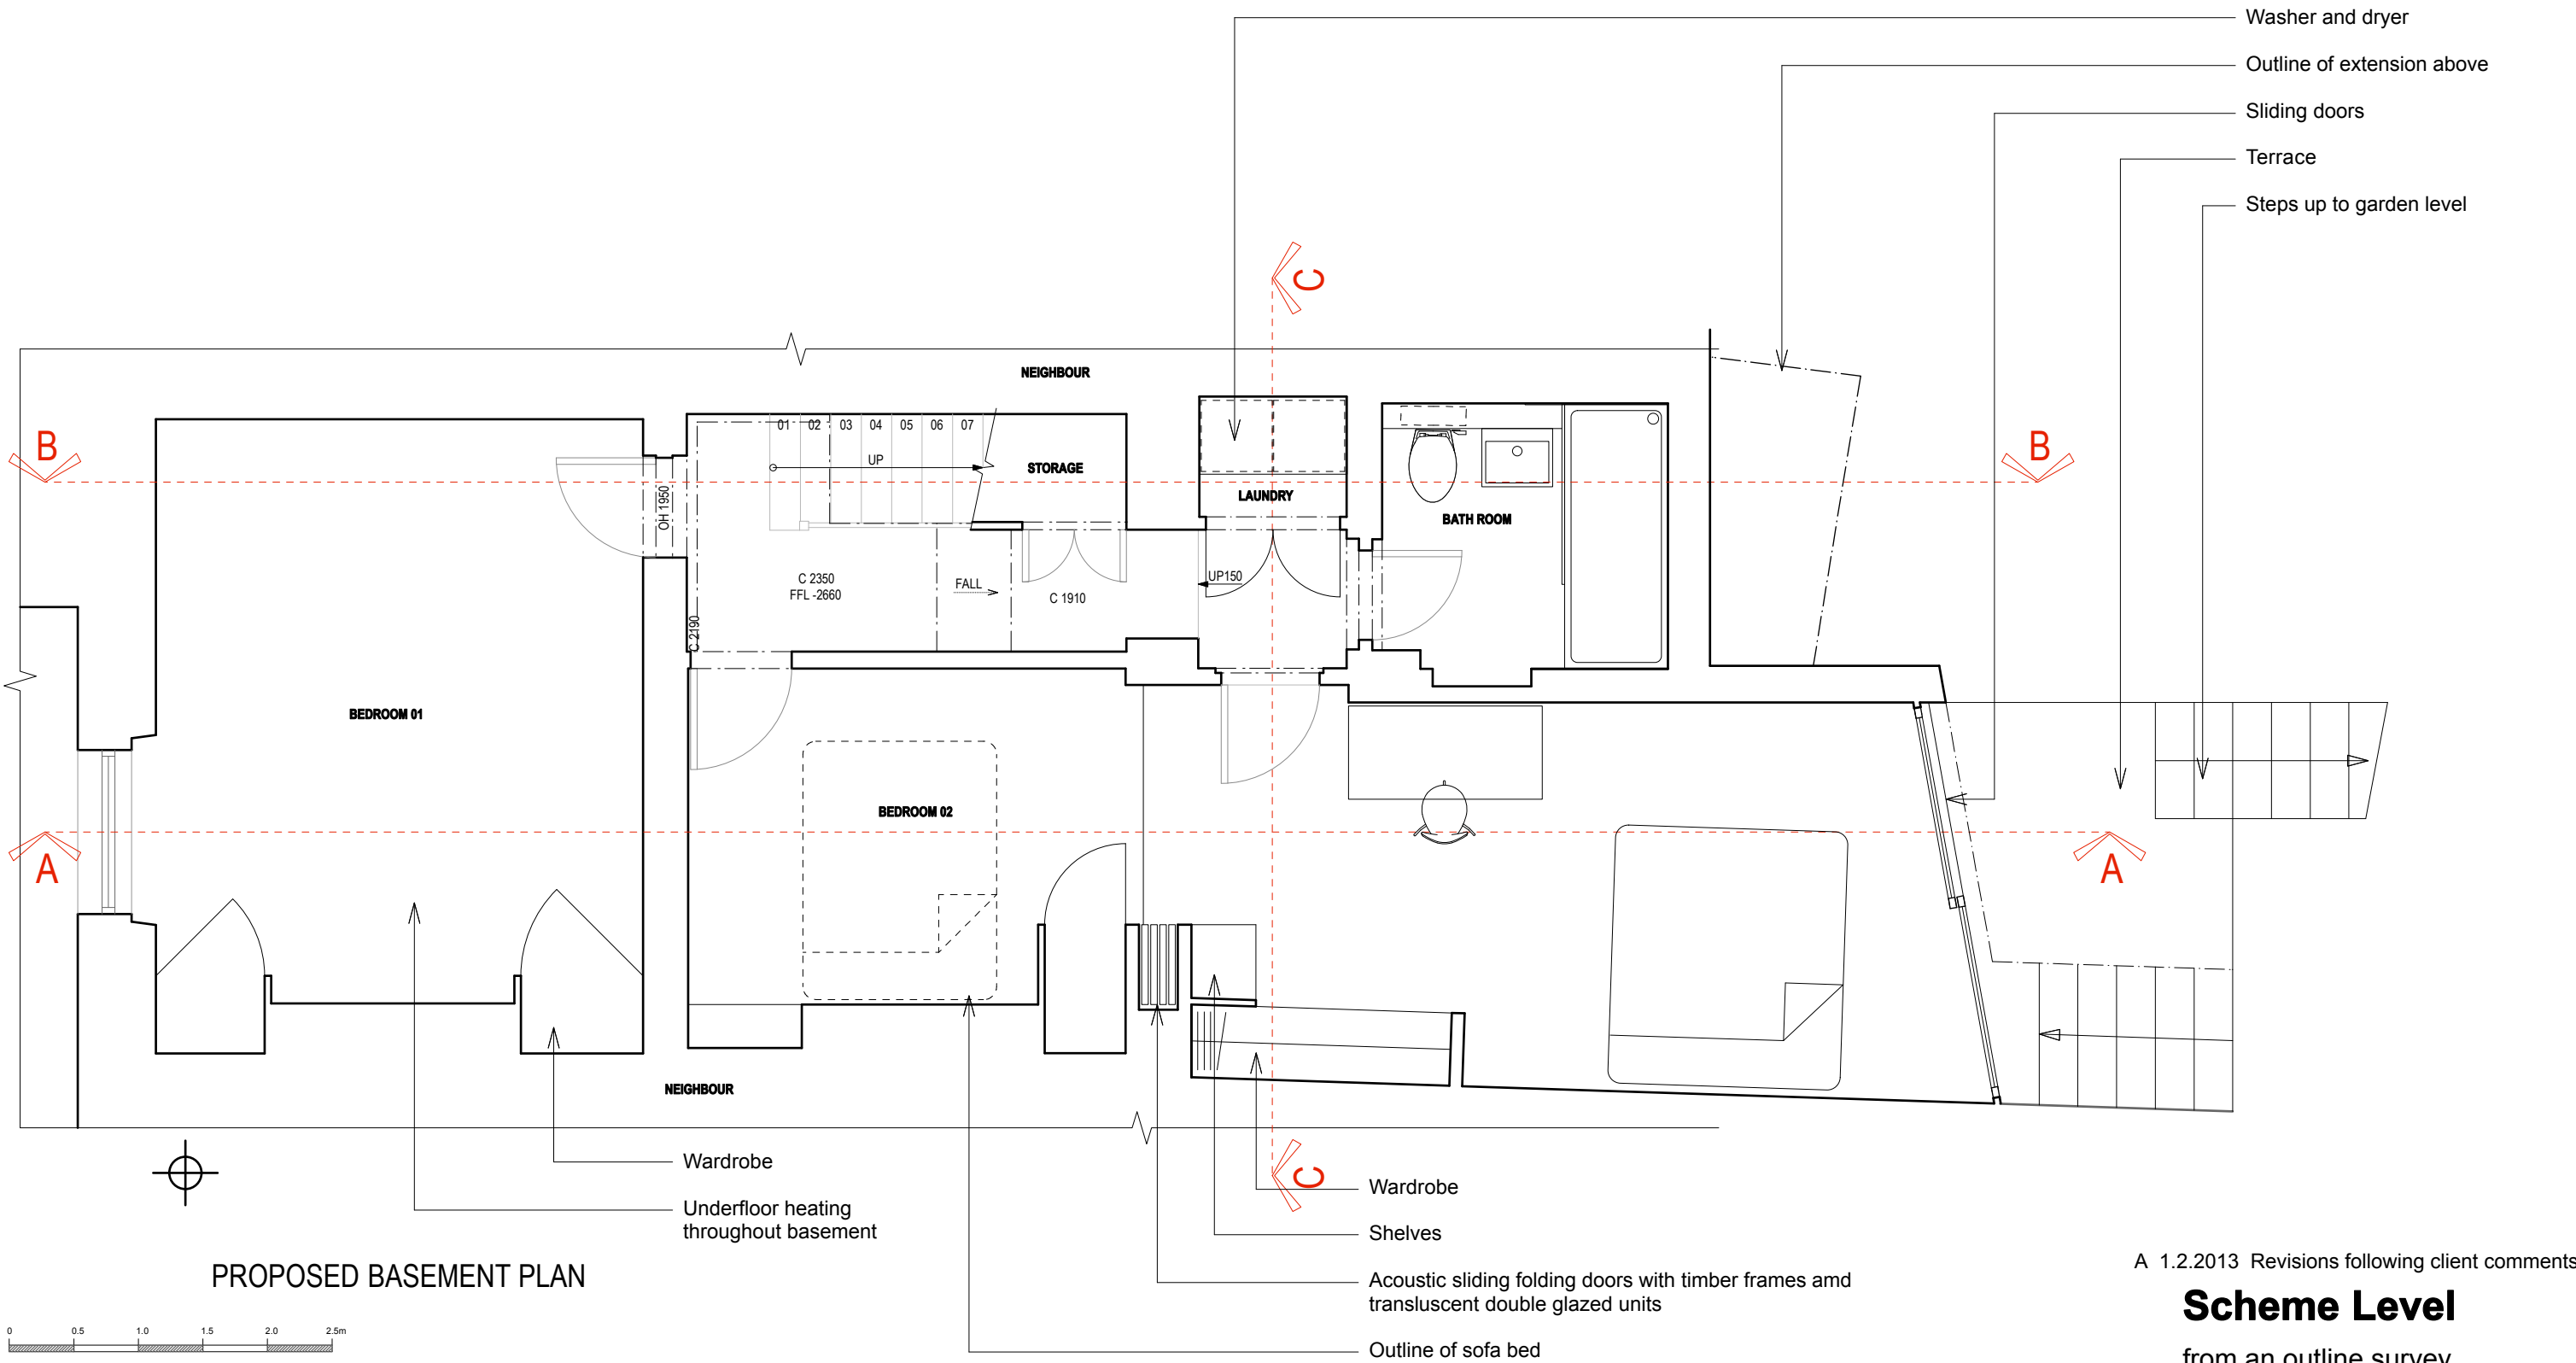 Washer and dryer
Outline of extension above
Sliding doors
Terrace
Steps up to garden level
C
NEIGHBOUR
B
B
01 02 03 04 05 06 07
UP
STORAGE
LAUNDRY
OH 1950
BATH ROOM
C 2350
FFL -2660
FALL
C 1910
UP150
C 2190
BEDROOM 01
BEDROOM 02
A
A
NEIGHBOUR
Wardrobe
Underfloor heating
throughout basement
C
Wardrobe
Shelves
Acoustic sliding folding doors with timber frames amd
transluscent double glazed units
Outline of sofa bed
PROPOSED BASEMENT PLAN
0 0.5 1.0 1.5 2.0 2.5m
A 1.2.2013 Revisions following client comments
Scheme Level
from an outline survey